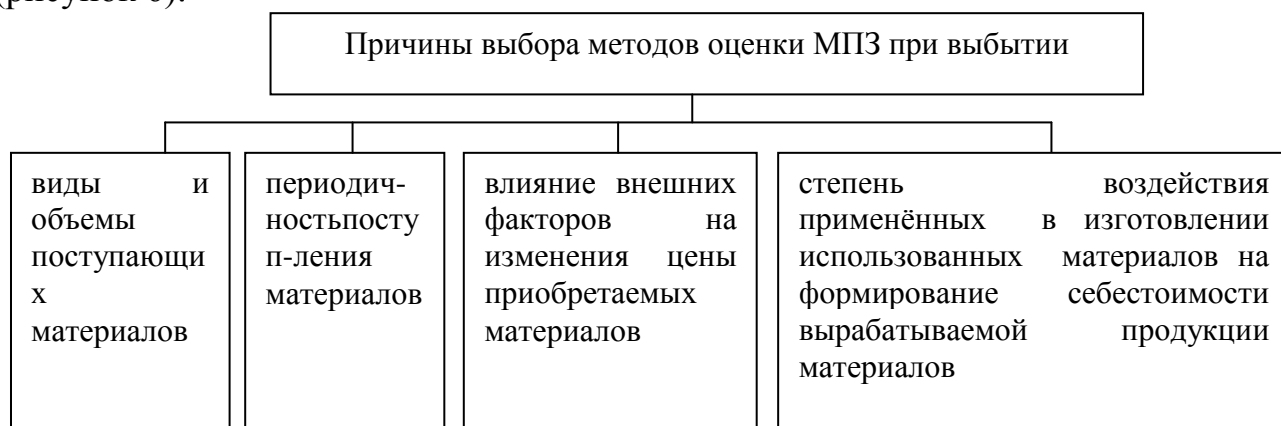 (рисунок 6).
Причины выбора методов оценки МПЗ при выбытии
виды и
объемы
поступающи
х
материалов
периодич-
ностьпосту
п-ления
материалов
влияние внешних
факторов на
изменения цены
приобретаемых
материалов
степень воздействия
применённых в изготовлении
использованных материалов на
формирование себестоимости
вырабатываемой продукции
материалов